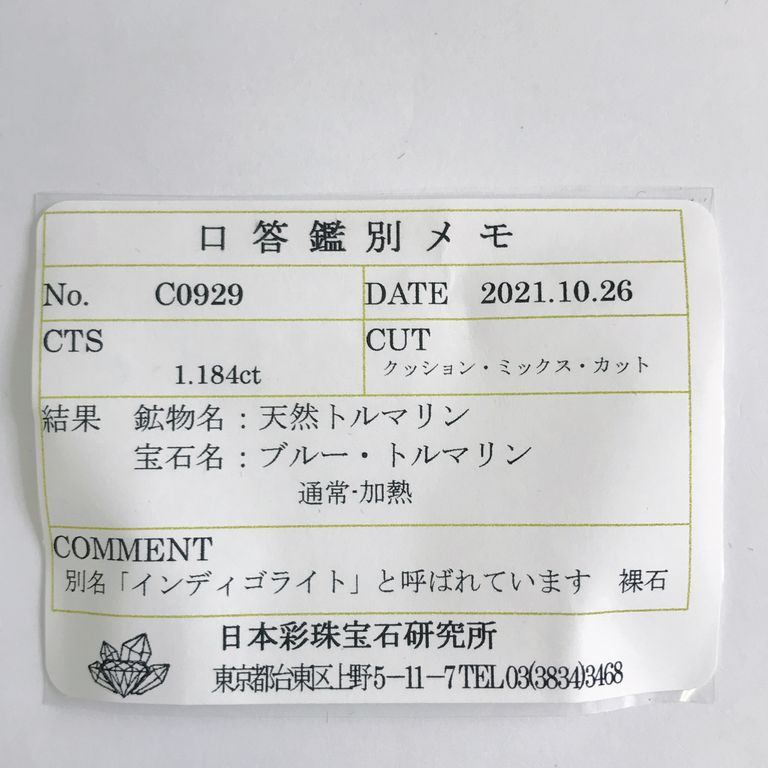 口答鑑別メモ
No. C0929 DATE 2021.10.26
CTS CUT
1.184ct クッション・ミックス・カット
結果 鉱物名：天然トルマリン
宝石名：ブルー・トルマリン
通常-加熱
COMMENT
別名「インディゴライト」と呼ばれています 裸石
日本彩珠宝石研究所
東京都台東区上野5－11－7 TEL03(3834)3468